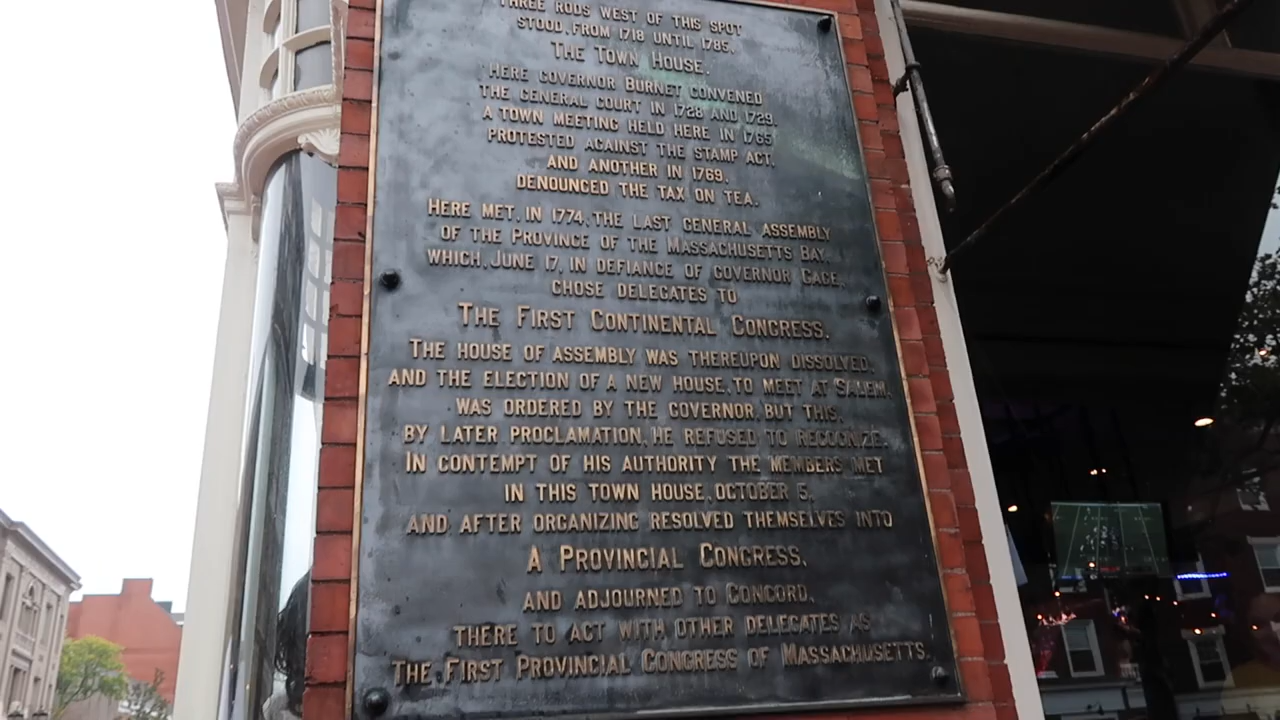 THREE RODS WEST OF THIS SPOT
STOOD, FROM 1718 UNTIL 1785,
THE TOWN HOUSE.
HERE GOVERNOR BURNET CONVENED
THE GENERAL COURT IN 1728 AND 1729.
A TOWN MEETING HELD HERE IN 1765
PROTESTED AGAINST THE STAMP ACT,
AND ANOTHER IN 1769,
DENOUNCED THE TAX ON TEA.
HERE MET, IN 1774, THE LAST GENERAL ASSEMBLY
OF THE PROVINCE OF THE MASSACHUSETTS BAY,
WHICH, JUNE 17, IN DEFIANCE OF GOVERNOR GAGE,
CHOSE DELEGATES TO
THE FIRST CONTINENTAL CONGRESS.
THE HOUSE OF ASSEMBLY WAS THEREUPON DISSOLVED,
AND THE ELECTION OF A NEW HOUSE, TO MEET AT SALEM,
WAS ORDERED BY THE GOVERNOR, BUT THIS,
BY LATER PROCLAMATION, HE REFUSED TO RECOGNIZE.
IN CONTEMPT OF HIS AUTHORITY THE MEMBERS MET
IN THIS TOWN HOUSE, OCTOBER 5,
AND AFTER ORGANIZING RESOLVED THEMSELVES INTO
A PROVINCIAL CONGRESS,
AND ADJOURNED TO CONCORD,
THERE TO ACT WITH OTHER DELEGATES AS
THE FIRST PROVINCIAL CONGRESS OF MASSACHUSETTS.